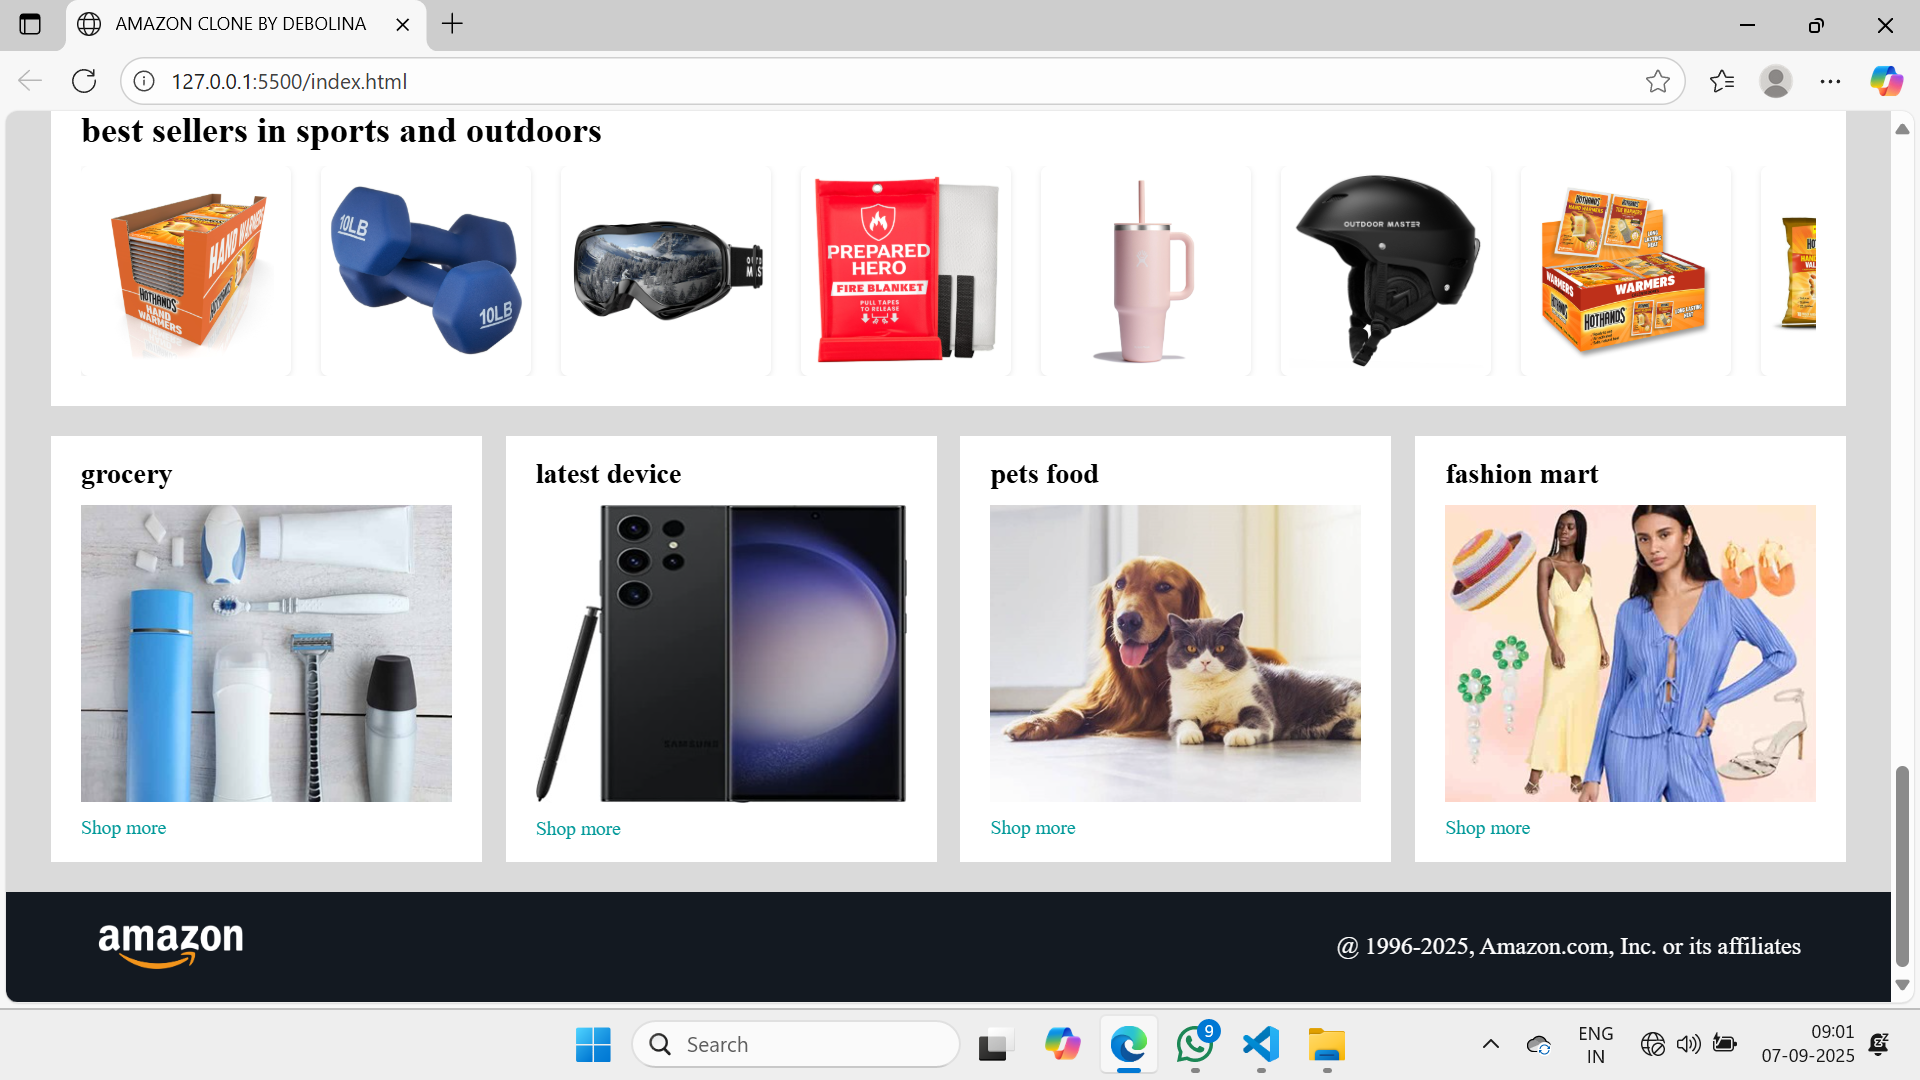 AMAZON CLONE BY DEBOLINA
127.0.0.1:5500/index.html
best sellers in sports and outdoors
HAND WARMERS
HOTHANDS
HAND
WARMERS
10LB
10LB
PREPARED
HERO
FIRE BLANKET
PULL TAPES
TO RELEASE
OUTDOOR MASTER
HOTHANDS
WARMERS
WARMERS
HOTHANDS
grocery
latest device
pets food
fashion mart
SAMSUNG
Shop more
Shop more
Shop more
Shop more
amazon
@ 1996-2025, Amazon.com, Inc. or its affiliates
Search
9
ENG
IN
09:01
07-09-2025